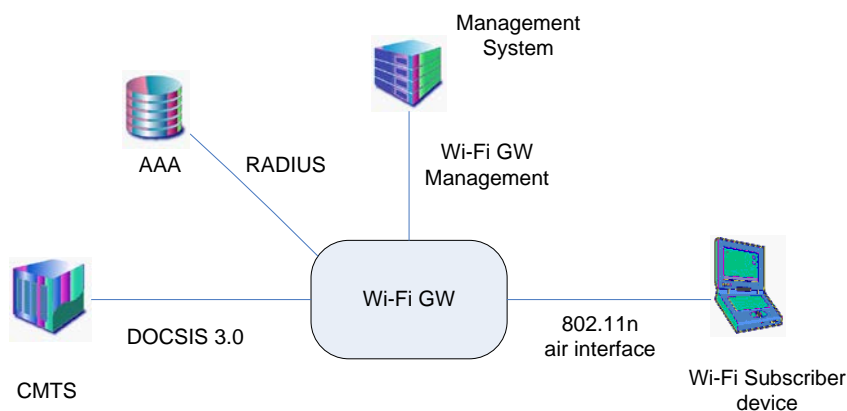 Management
System
AAA
RADIUS
Wi-Fi GW
Management
Wi-Fi GW
DOCSIS 3.0
802.11n
air interface
CMTS
Wi-Fi Subscriber
device